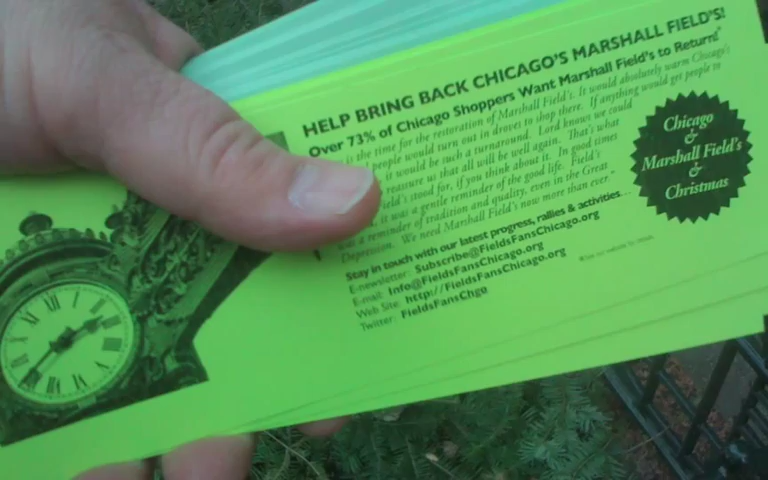 HELP BRING BACK CHICAGO'S MARSHALL FIELD'S!
Over 73% of Chicago Shoppers Want Marshall Field's to Return!*
is the time for the restoration of Marshall Field's. It would absolutely warm Chicago's
people would turn out in droves to shop there. If anything would get people to
it would be such a turnaround. Lord knows we could
reassure us that all will be well again. That's what
Field's stood for, if you think about it. In good times
it was a gentle reminder of the good life. Field's
was a reminder of tradition and quality, even in the Great
Depression. We need Marshall Field's now more than ever."
Stay in touch with our latest progress, rallies & activities...
E-newsletter: Subscribe@FieldsFansChicago.org
E-mail: Info@FieldsFansChicago.org
Web Site: http://FieldsFansChicago.org
Twitter: FieldsFansChgo
Chicago
&
Marshall Field's
&
Christmas